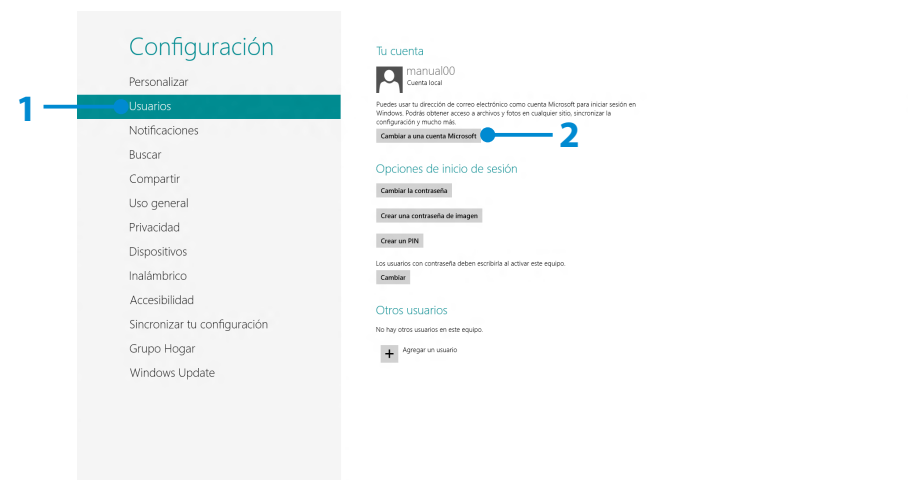 Configuración
Personalizar
1
Usuarios
Notificaciones
Buscar
Compartir
Uso general
Privacidad
Dispositivos
Inalámbrico
Accesibilidad
Sincronizar tu configuración
Grupo Hogar
Windows Update
Tu cuenta
manual00
Cuenta local
Puedes usar tu dirección de correo electrónico como cuenta Microsoft para iniciar sesión en
Windows. Podrás obtener acceso a archivos y fotos en cualquier sitio, sincronizar la
configuración y mucho más.
Cambiar a una cuenta Microsoft
2
Opciones de inicio de sesión
Cambiar la contraseña
Crear una contraseña de imagen
Crear un PIN
Los usuarios con contraseña deben escribirla al activar este equipo.
Cambiar
Otros usuarios
No hay otros usuarios en este equipo.
+ Agregar un usuario